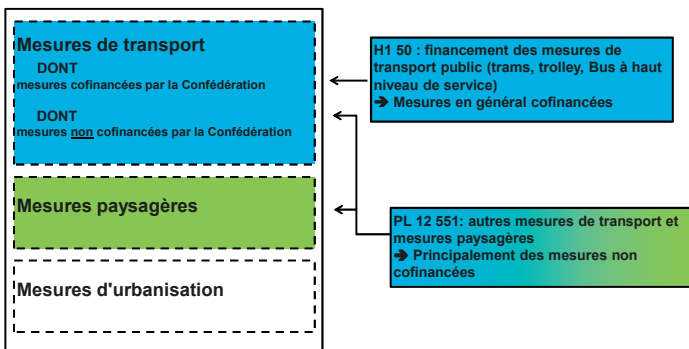 Mesures de transport
DONT
mesures cofinancées par la Confédération
DONT
mesures non cofinancées par la Confédération
Mesures paysagères
Mesures d'urbanisation
H1 50 : financement des mesures de
transport public (trams, trolley, Bus à haut
niveau de service)
➔ Mesures en général cofinancées
PL 12 551: autres mesures de transport et
mesures paysagères
➔ Principalement des mesures non
cofinancées